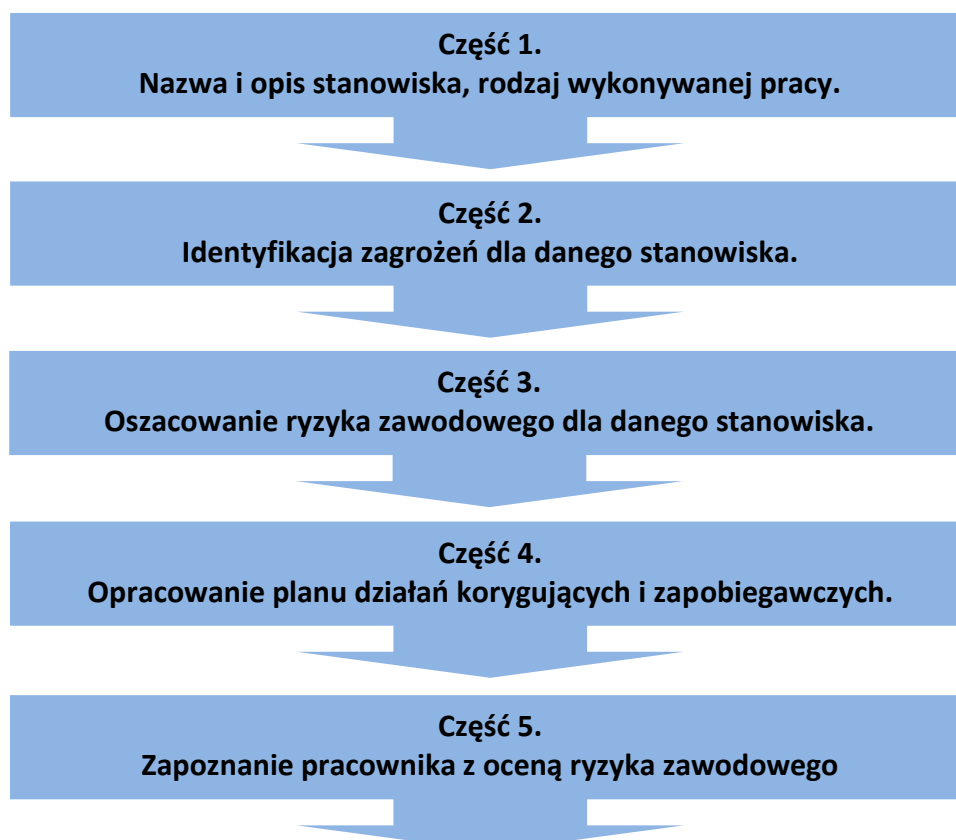 Część 1.
Nazwa i opis stanowiska, rodzaj wykonywanej pracy.
Część 2.
Identyfikacja zagrożeń dla danego stanowiska.
Część 3.
Oszacowanie ryzyka zawodowego dla danego stanowiska.
Część 4.
Opracowanie planu działań korygujących i zapobiegawczych.
Część 5.
Zapoznanie pracownika z oceną ryzyka zawodowego